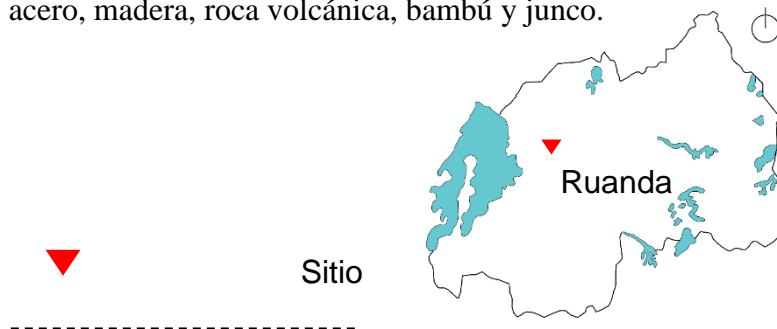 acero, madera, roca volcánica, bambú y junco.
Ruanda
Sitio